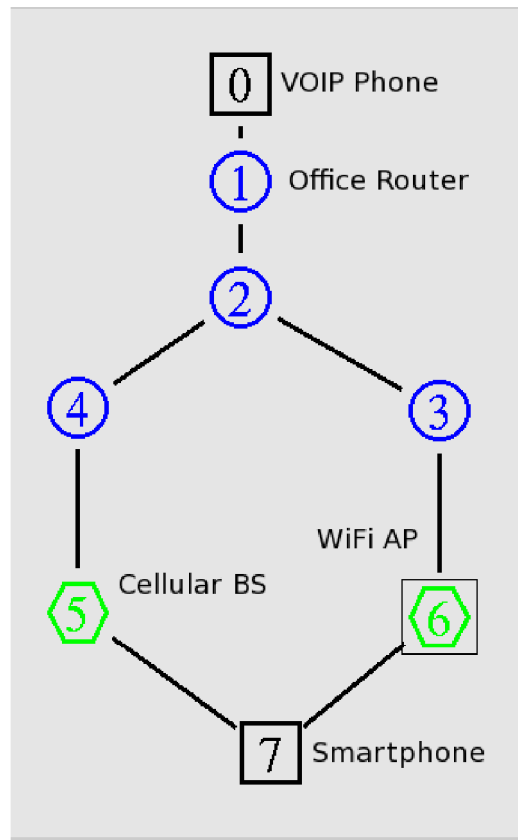 0 VOIP Phone
1 Office Router
2
4
3
WiFi AP
5 Cellular BS
6
7 Smartphone